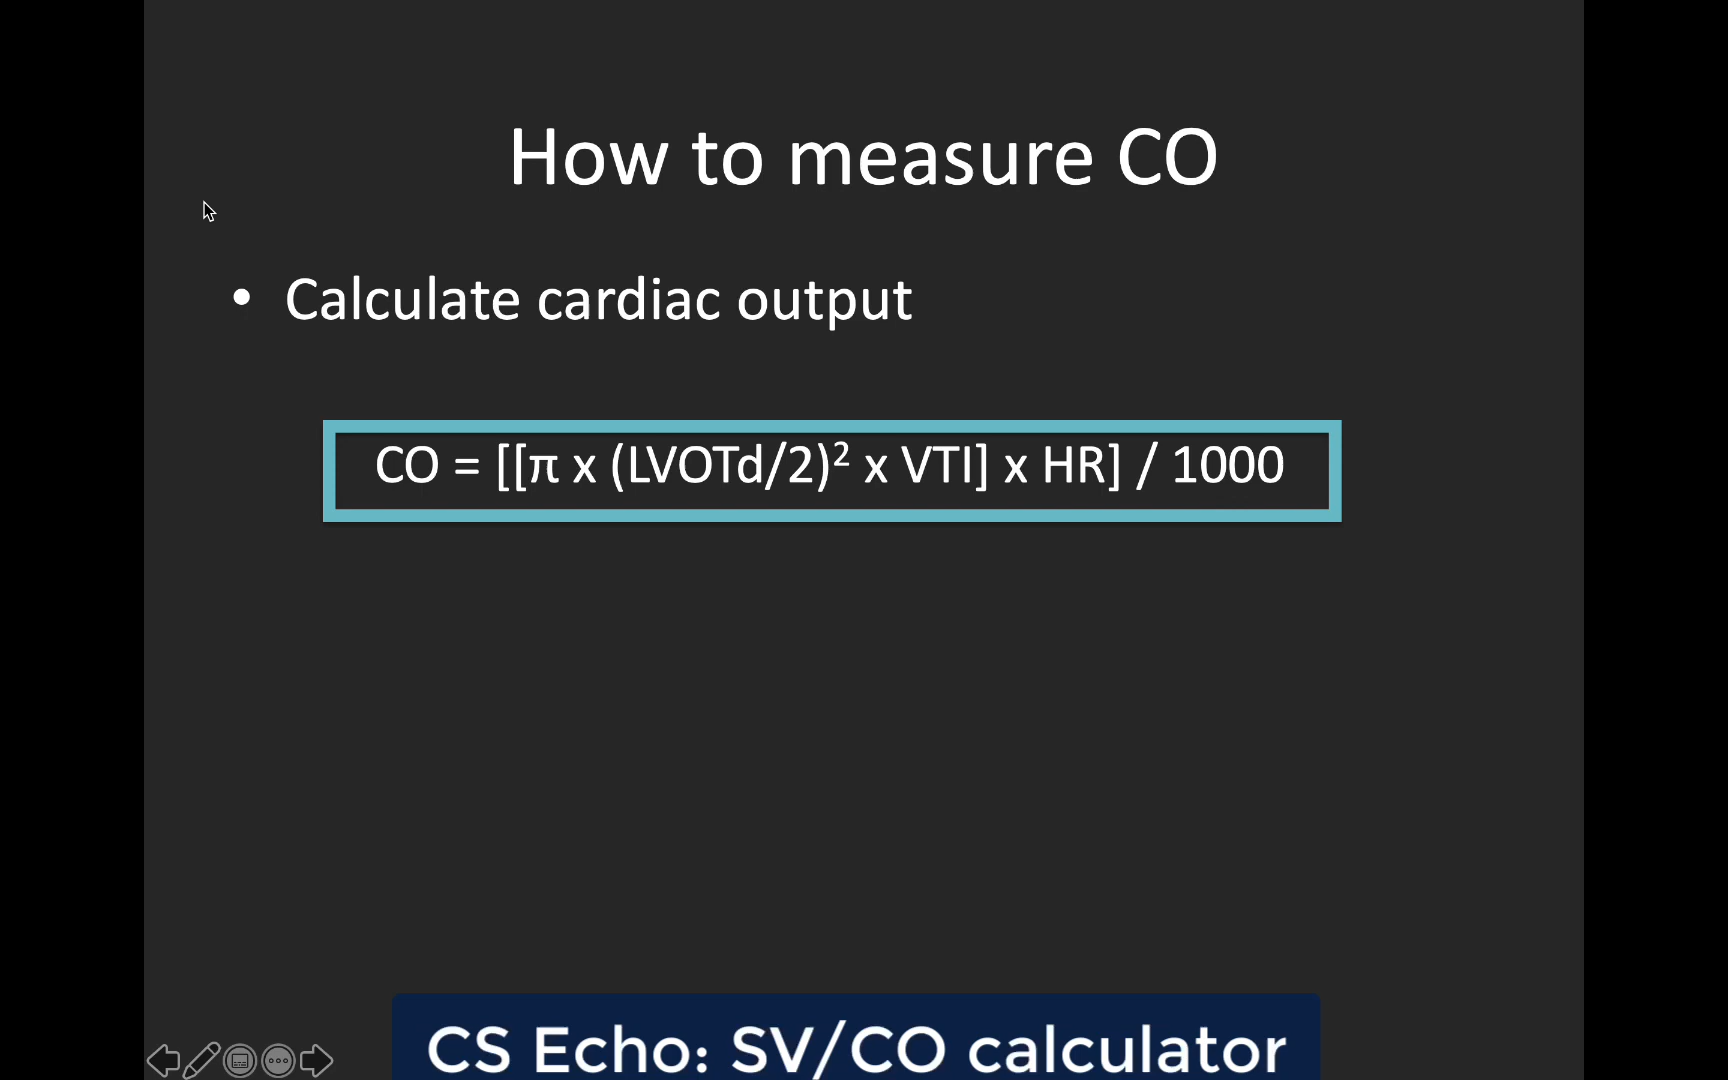 How to measure CO
• Calculate cardiac output
CO = [[π x (LVOTd/2)² x VTI] x HR] / 1000
CS Echo: SV/CO calculator